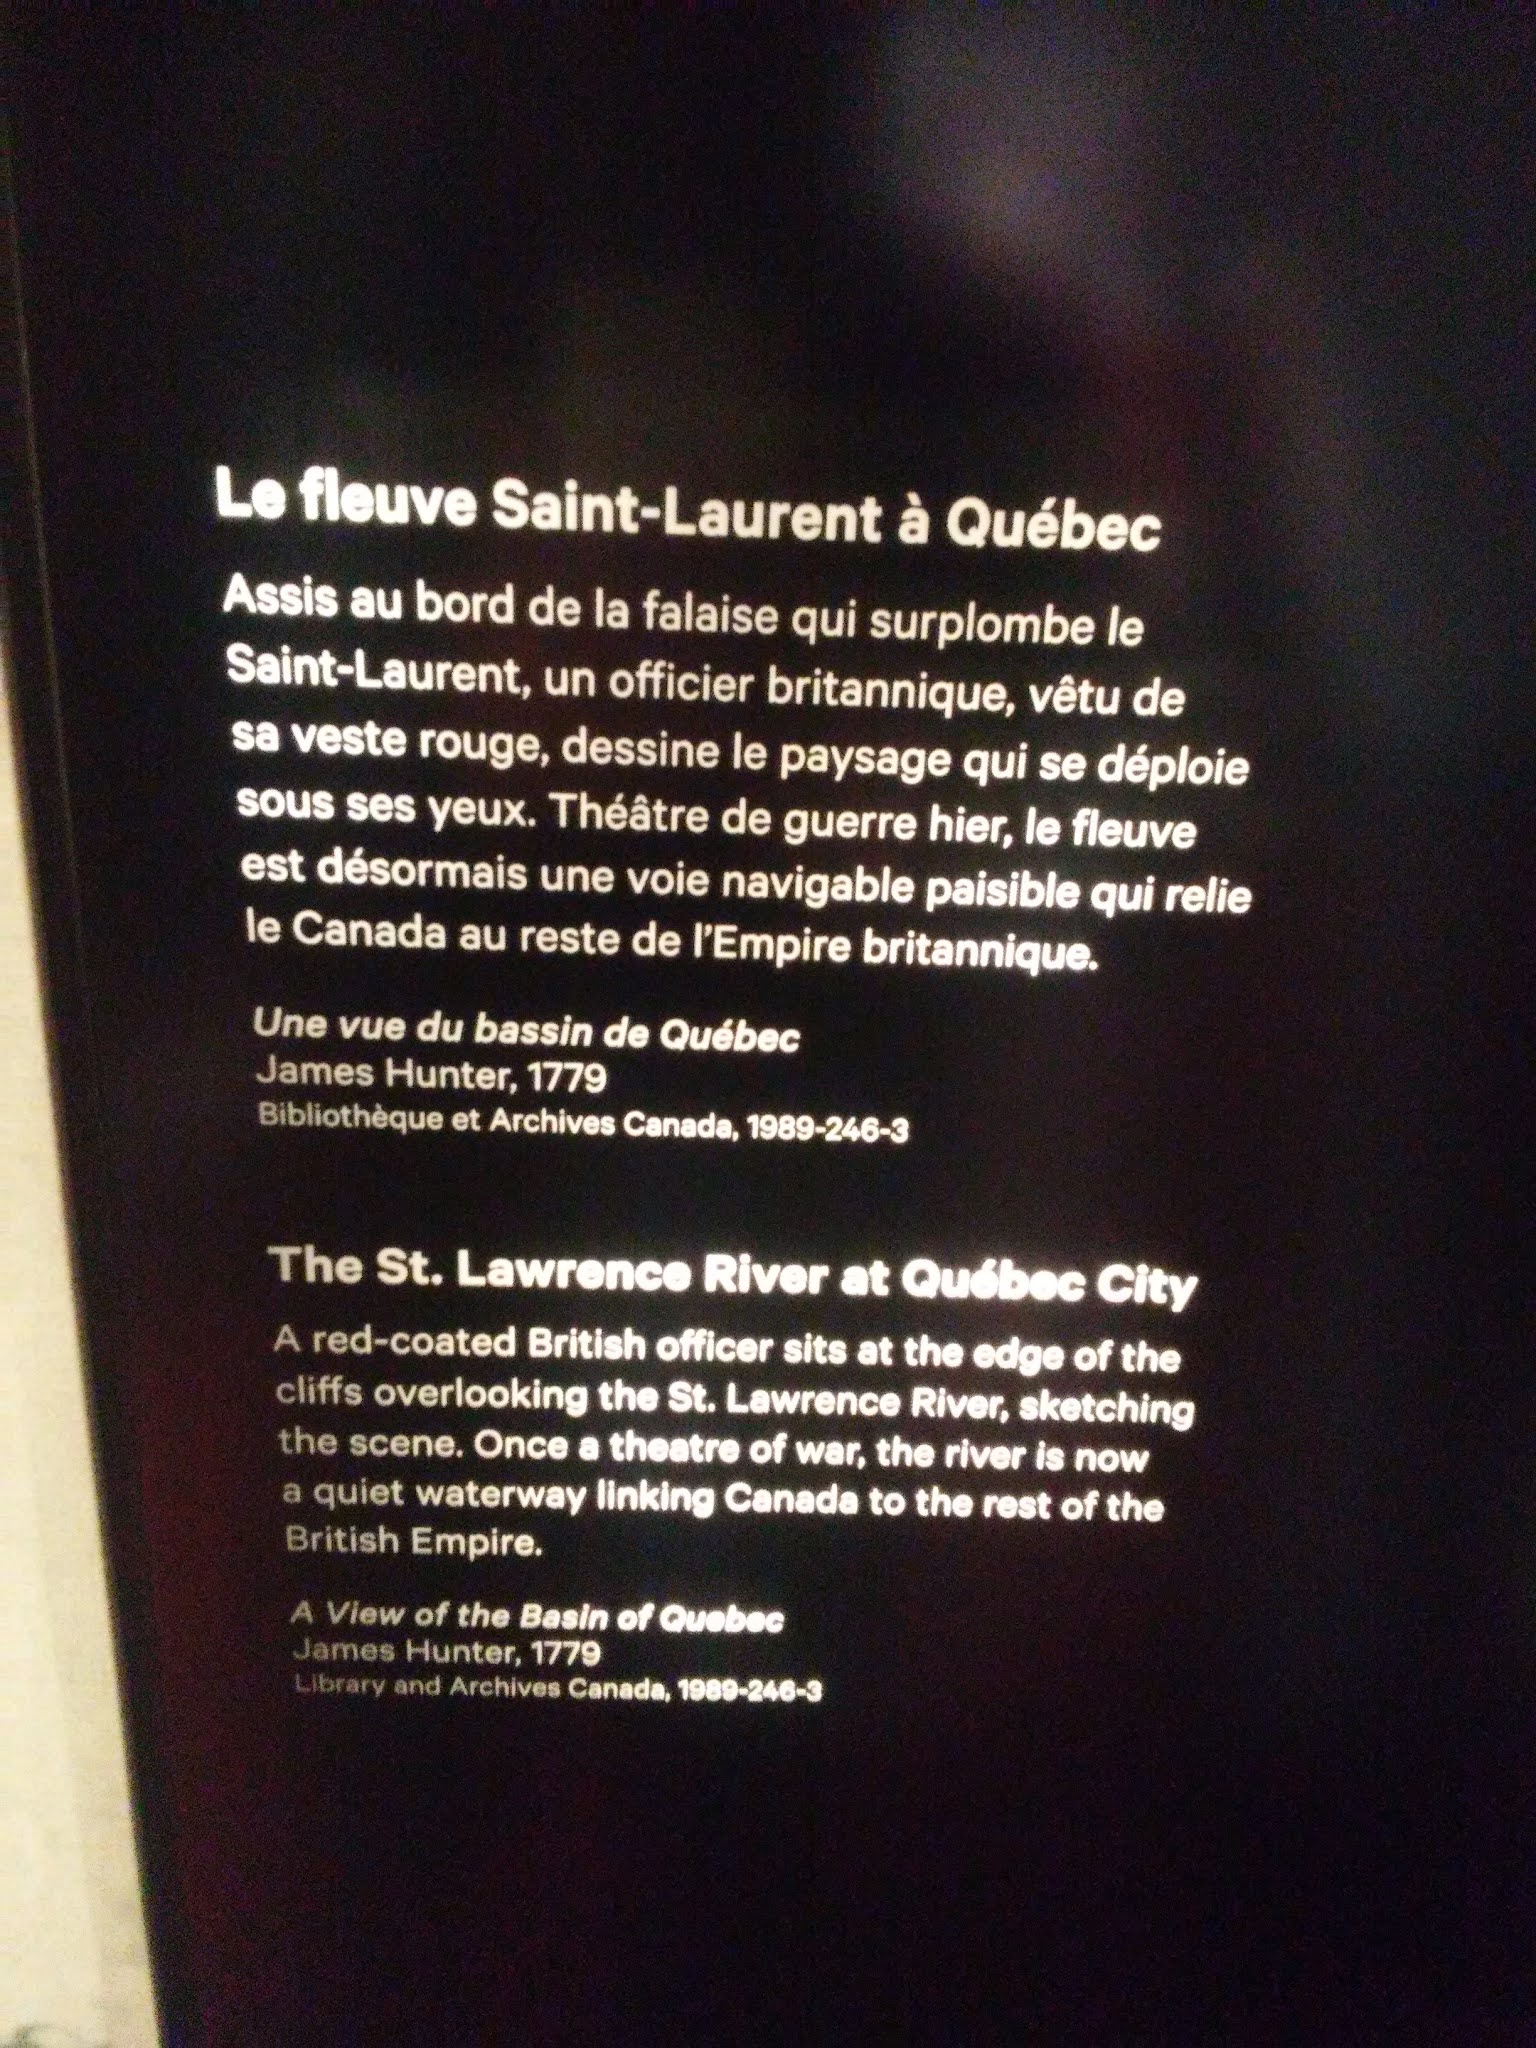 Le fleuve Saint-Laurent à Québec
Assis au bord de la falaise qui surplombe le
Saint-Laurent, un officier britannique, vêtu de
sa veste rouge, dessine le paysage qui se déploie
sous ses yeux. Théâtre de guerre hier, le fleuve
est désormais une voie navigable paisible qui relie
le Canada au reste de l'Empire britannique.
Une vue du bassin de Québec
James Hunter, 1779
Bibliothèque et Archives Canada, 1989-246-3
The St. Lawrence River at Québec City
A red-coated British officer sits at the edge of the
cliffs overlooking the St. Lawrence River, sketching
the scene. Once a theatre of war, the river is now
a quiet waterway linking Canada to the rest of the
British Empire.
A View of the Basin of Quebec
James Hunter, 1779
Library and Archives Canada, 1989-246-3